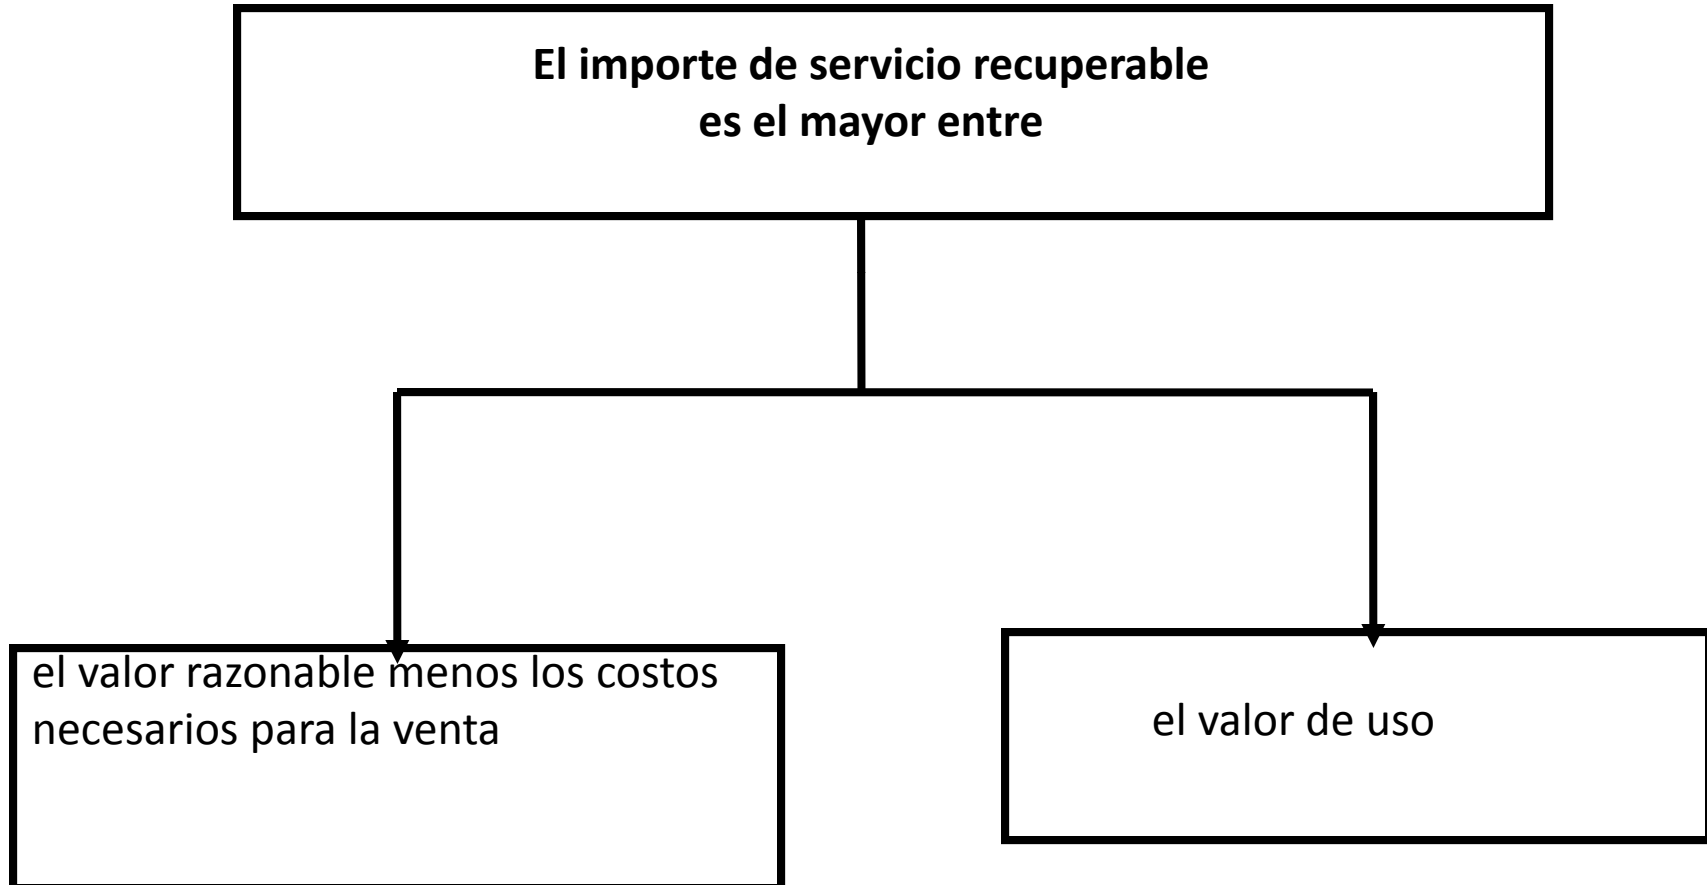 El importe de servicio recuperable
es el mayor entre
el valor razonable menos los costos
necesarios para la venta
el valor de uso